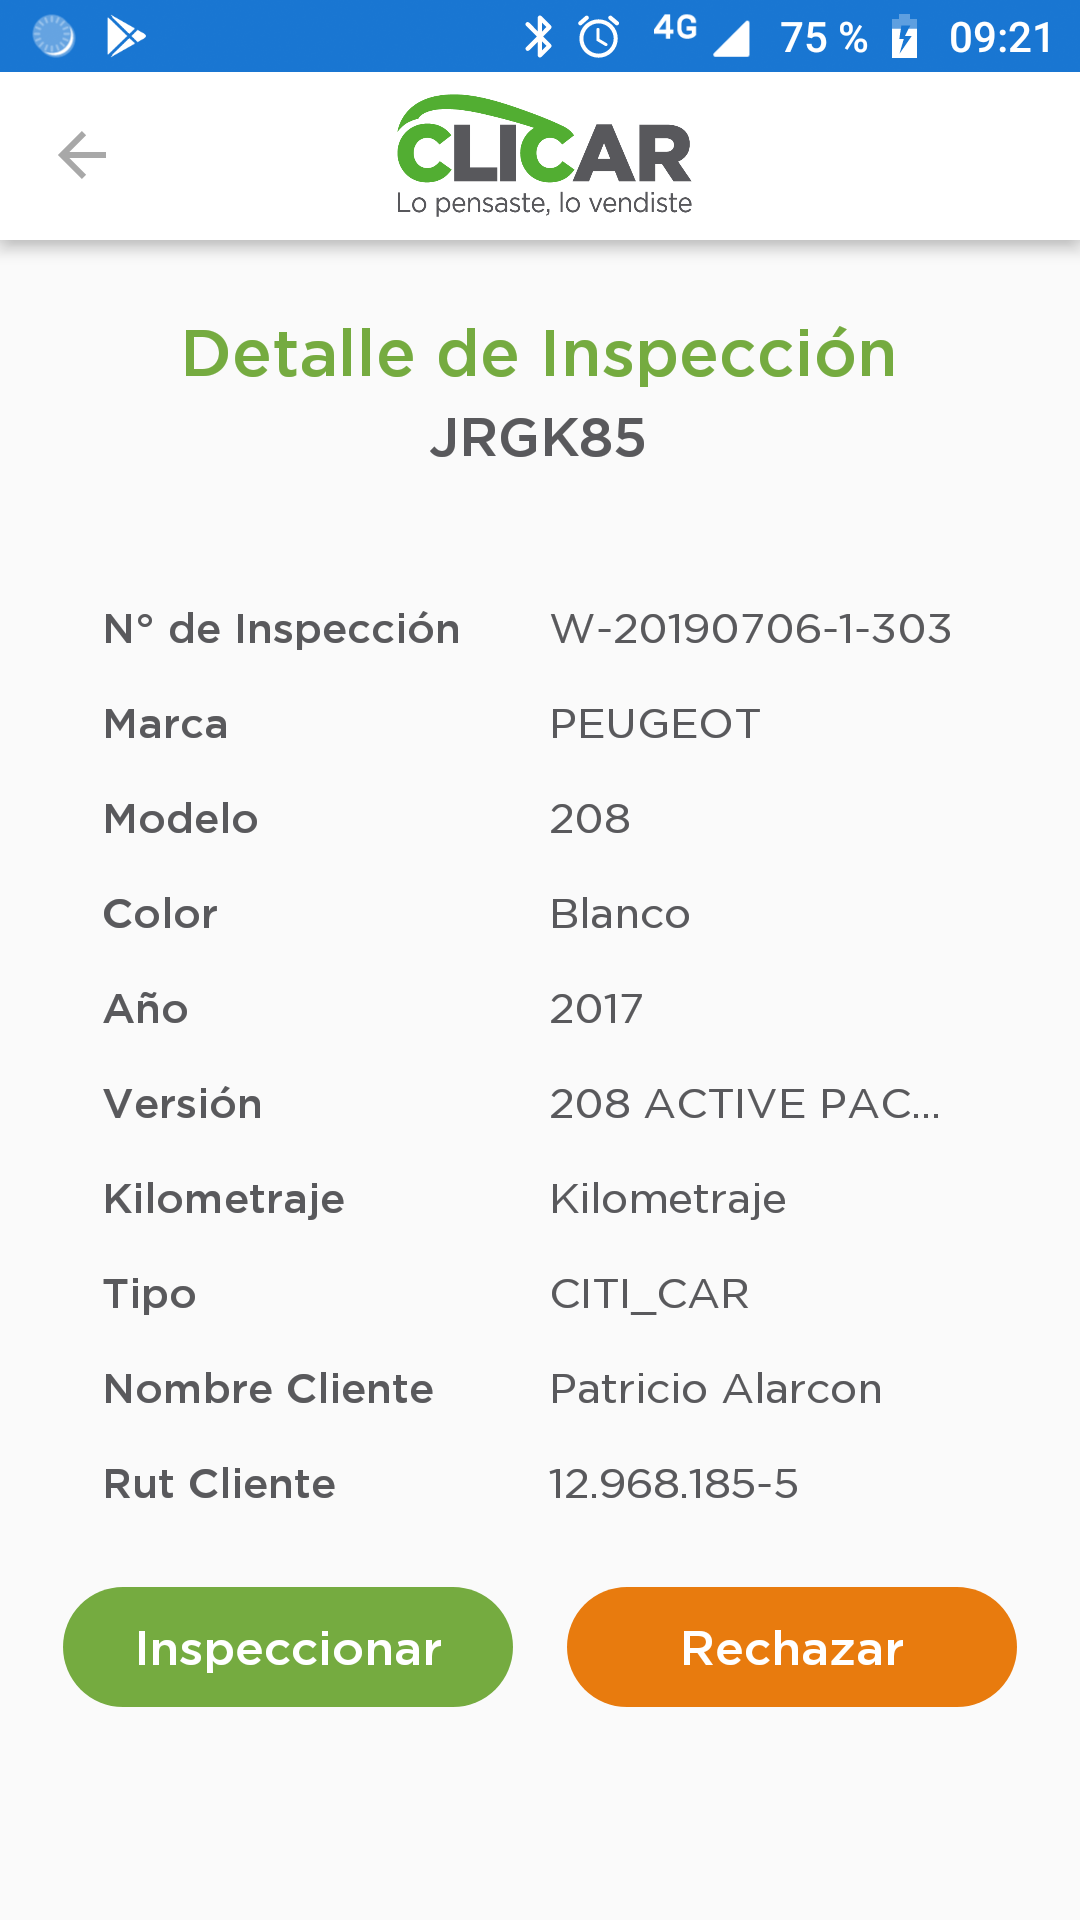 4G 75 % 09:21
CLICAR
Lo pensaste, lo vendiste
Detalle de Inspección
JRGK85
N° de Inspección W-20190706-1-303
Marca PEUGEOT
Modelo 208
Color Blanco
Año 2017
Versión 208 ACTIVE PAC...
Kilometraje Kilometraje
Tipo CITI_CAR
Nombre Cliente Patricio Alarcon
Rut Cliente 12.968.185-5
Inspeccionar Rechazar